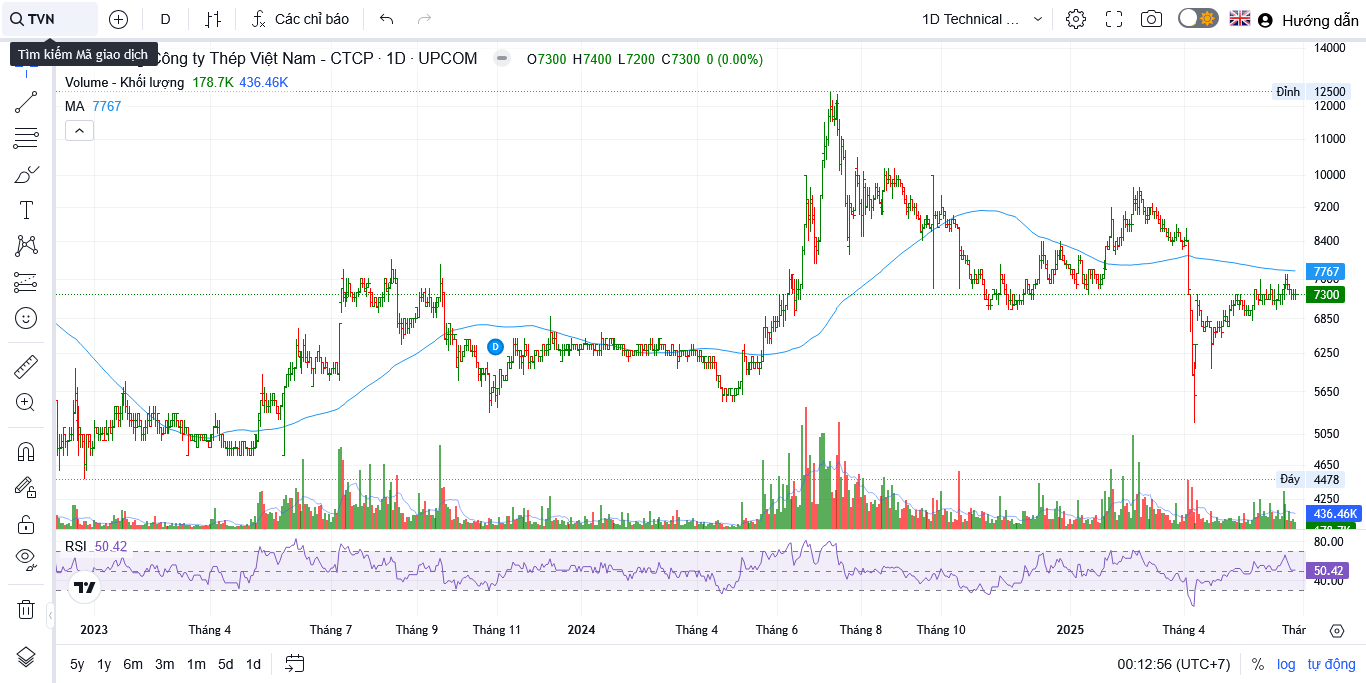 TVN D Các chỉ báo 1D Technical ... Hướng dẫn
Tìm kiếm Mã giao dịch
Công ty Thép Việt Nam - CTCP · 1D · UPCOM O7300 H7400 L7200 C7300 0 (0.00%)
Volume - Khối lượng 178.7K 436.46K
MA 7767
14000
Đỉnh 12500
12000
11000
10000
9200
8400
7767
7300
6850
6250
D
5650
5050
4650
Đáy 4478
4250
436.46K
RSI 50.42
80.00
50.42
40.00
2023 Tháng 4 Tháng 7 Tháng 9 Tháng 11 2024 Tháng 4 Tháng 6 Tháng 8 Tháng 10 2025 Tháng 4 Thár
5y 1y 6m 3m 1m 5d 1d 00:12:56 (UTC+7) % log tự động